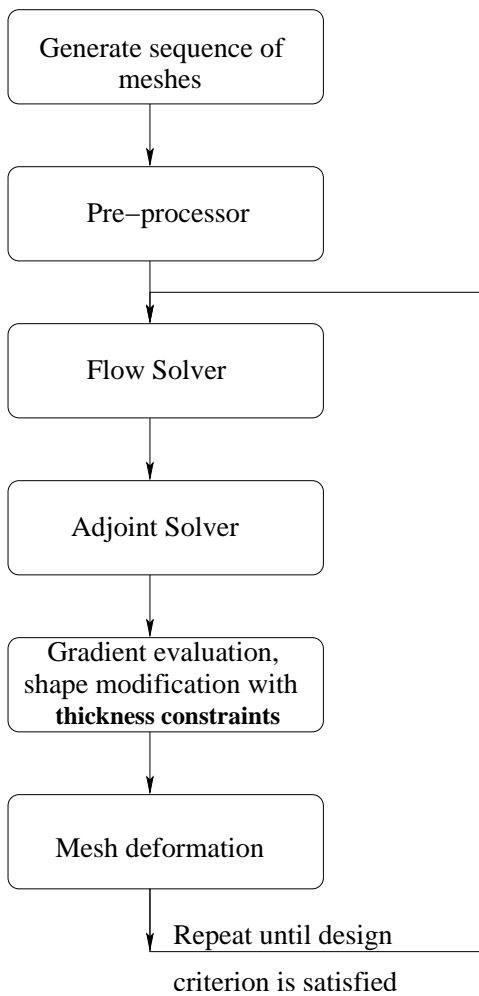 Generate sequence of
meshes
Pre−processor
Flow Solver
Adjoint Solver
Gradient evaluation,
shape modification with
thickness constraints
Mesh deformation
Repeat until design
criterion is satisfied